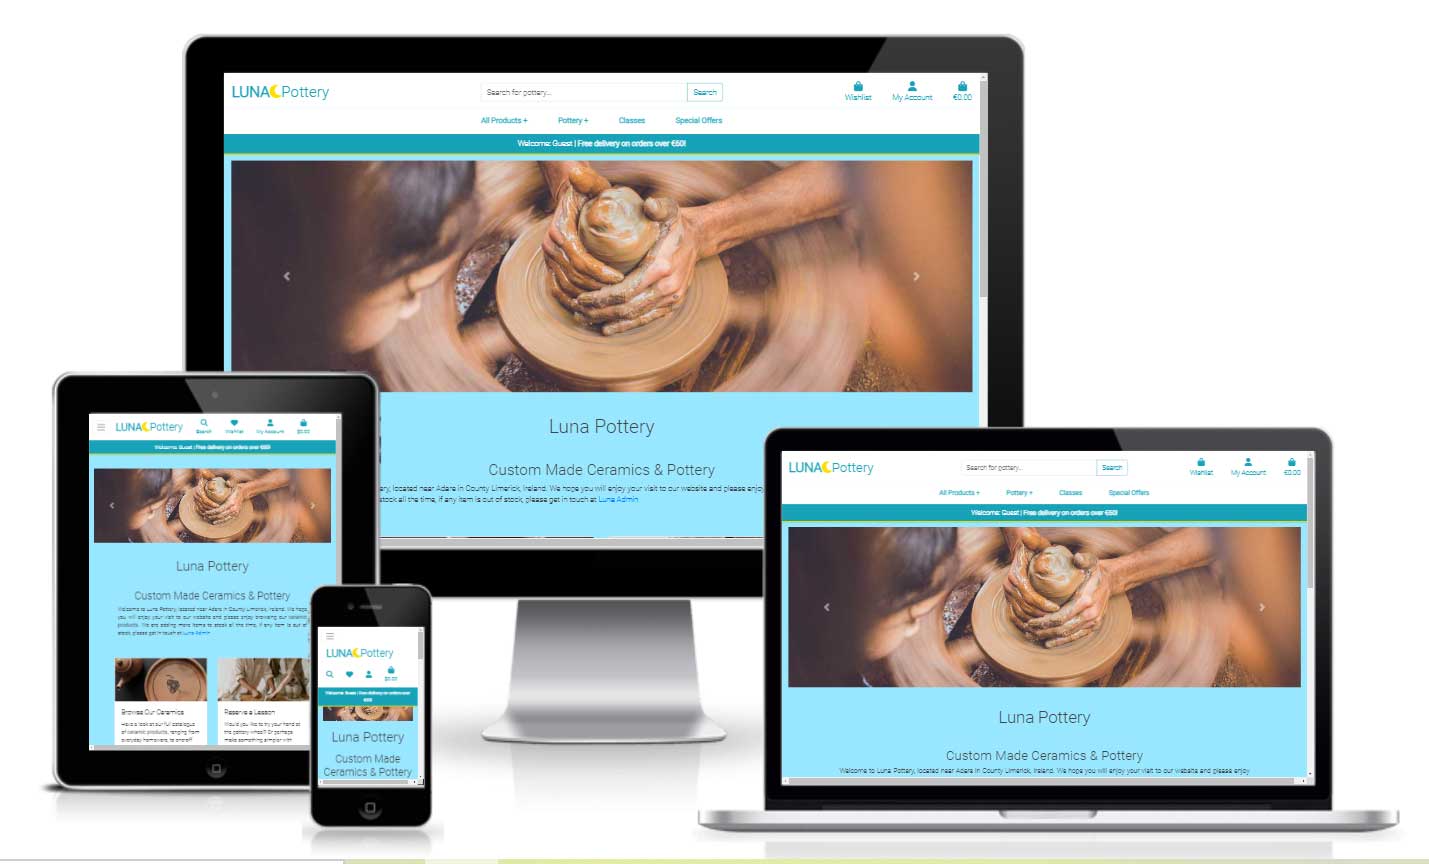 LUNA Pottery
Search for pottery...
Search
Wishlist
My Account
€0.00
All Products +
Pottery +
Classes
Special Offers
Welcome: Guest | Free delivery on orders over €60!
Luna Pottery
Custom Made Ceramics & Pottery
ery, located near Adare in County Limerick, Ireland. We hope you will enjoy your visit to our website and please enjoy
stock all the time, if any item is out of stock, please get in touch at Luna Admin
LUNA Pottery
Search
Wishlist
My Account
€0.00
Welcome: Guest | Free delivery on orders over €60!
Luna Pottery
Custom Made Ceramics & Pottery
Welcome to Luna Pottery, located near Adare in County Limerick, Ireland. We hope
you will enjoy your visit to our website and please enjoy browsing our ceramic
products. We are adding more items to stock all the time, if any item is out of
stock, please get in touch at Luna Admin
Browse Our Ceramics
Have a look at our full catalogue
of ceramic products, ranging from
everyday homeware, to one-off
Reserve a Lesson
Would you like to try your hand at
the pottery wheel? Or perhaps
make something simpler with
LUNA Pottery
€0.00
Welcome: Guest | Free delivery on orders over
€60!
Luna Pottery
Custom Made
Ceramics & Pottery
LUNA Pottery
Search for pottery...
Search
Wishlist
My Account
€0.00
All Products +
Pottery +
Classes
Special Offers
Welcome: Guest | Free delivery on orders over €60!
Luna Pottery
Custom Made Ceramics & Pottery
Welcome to Luna Pottery, located near Adare in County Limerick, Ireland. We hope you will enjoy your visit to our website and please enjoy